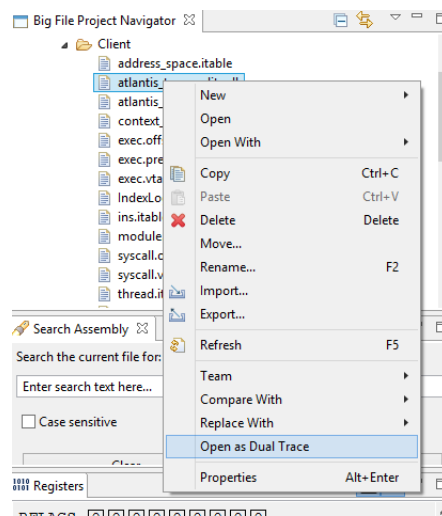 Big File Project Navigator
Client
address_space.itable
atlantis_
atlantis_
context_
exec.off
exec.pre
exec.vta
IndexLo
ins.itabl
module
syscall.
syscall.v
thread.it
New
Open
Open With
Copy Ctrl+C
Paste Ctrl+V
Delete Delete
Move...
Rename... F2
Import...
Export...
Refresh F5
Team
Compare With
Replace With
Open as Dual Trace
Properties Alt+Enter
Search Assembly
Search the current file for:
Enter search text here...
Case sensitive
Registers